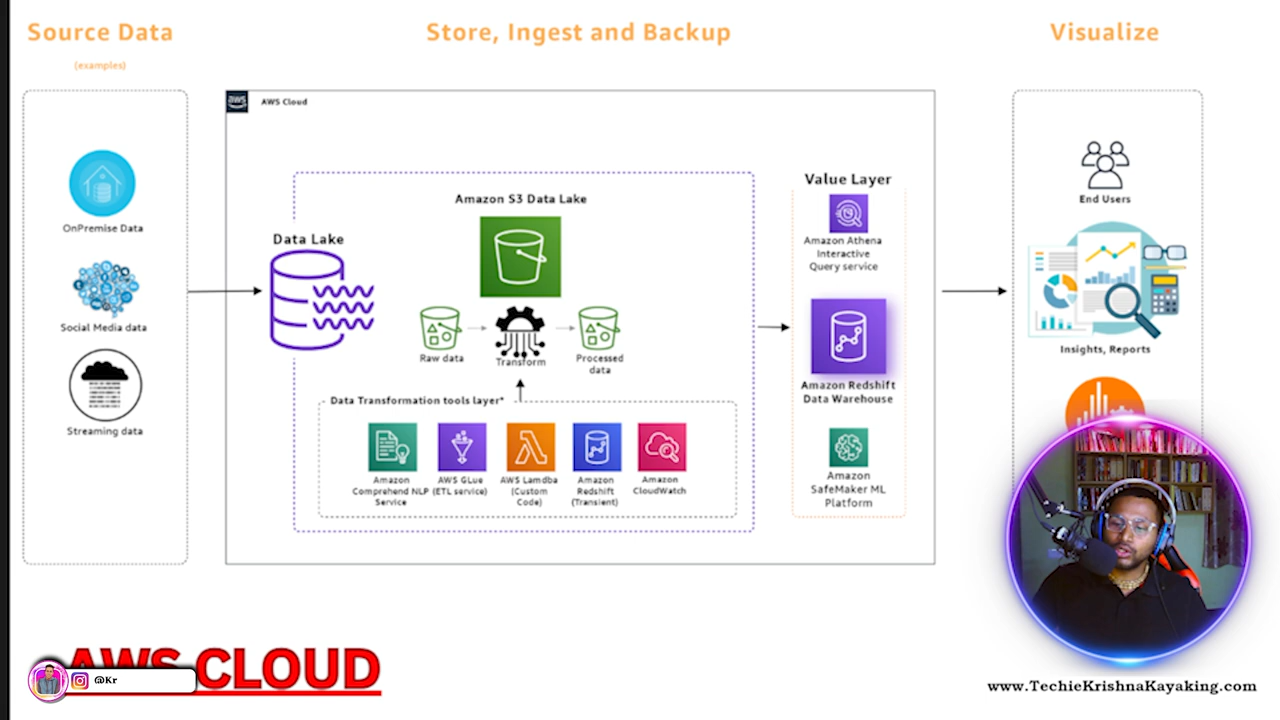 Source Data
(examples)
OnPremise Data
Social Media data
Streaming data
Store, Ingest and Backup
aws
AWS Cloud
Data Lake
Amazon S3 Data Lake
Raw data
Transform
Processed
data
Data Transformation tools layer*
Amazon
Comprehend NLP
Service
AWS GLue
(ETL service)
AWS Lamdba
(Custom
Code)
Amazon
Redshift
(Transient)
Amazon
CloudWatch
Value Layer
Amazon Athena
Interactive
Query service
Amazon Redshift
Data Warehouse
Amazon
SafeMaker ML
Platform
Visualize
End Users
Insights, Reports
AWS CLOUD
@Kr
www.TechieKrishnaKayaking.com